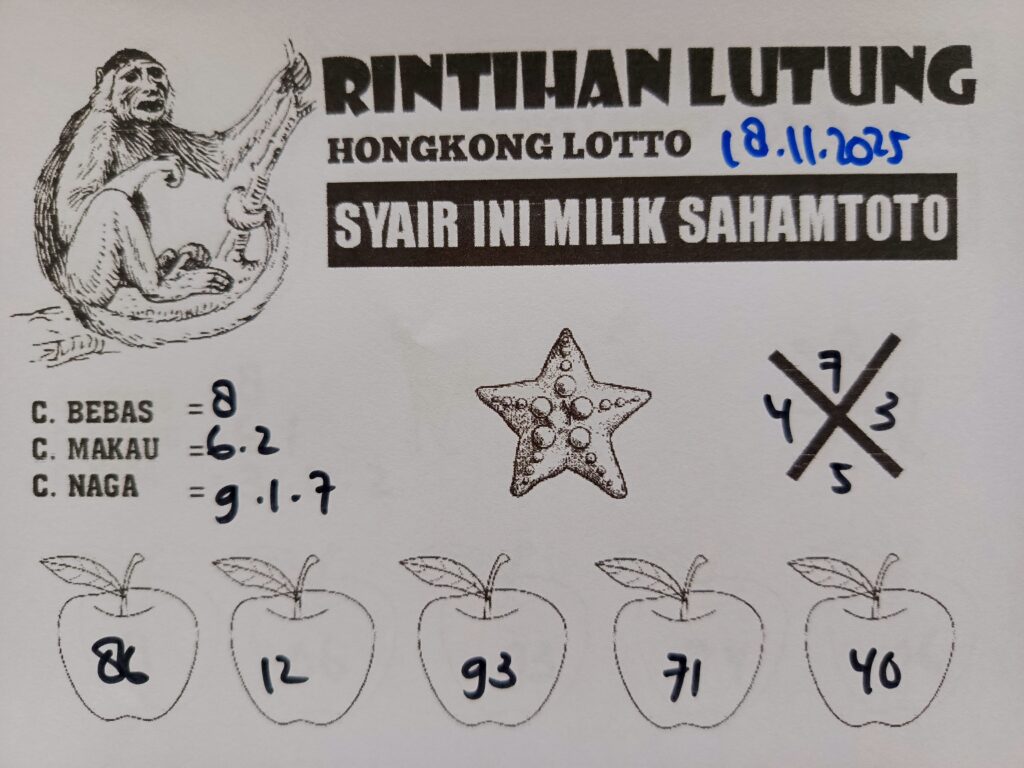 RINTIHAN LUTUNG
HONGKONG LOTTO 18.11.2025
SYAIR INI MILIK SAHAMTOTO
C. BEBAS = 8
C. MAKAU = 6.2
C. NAGA = 9.1.7
7
4 3
5
86 12 93 71 40